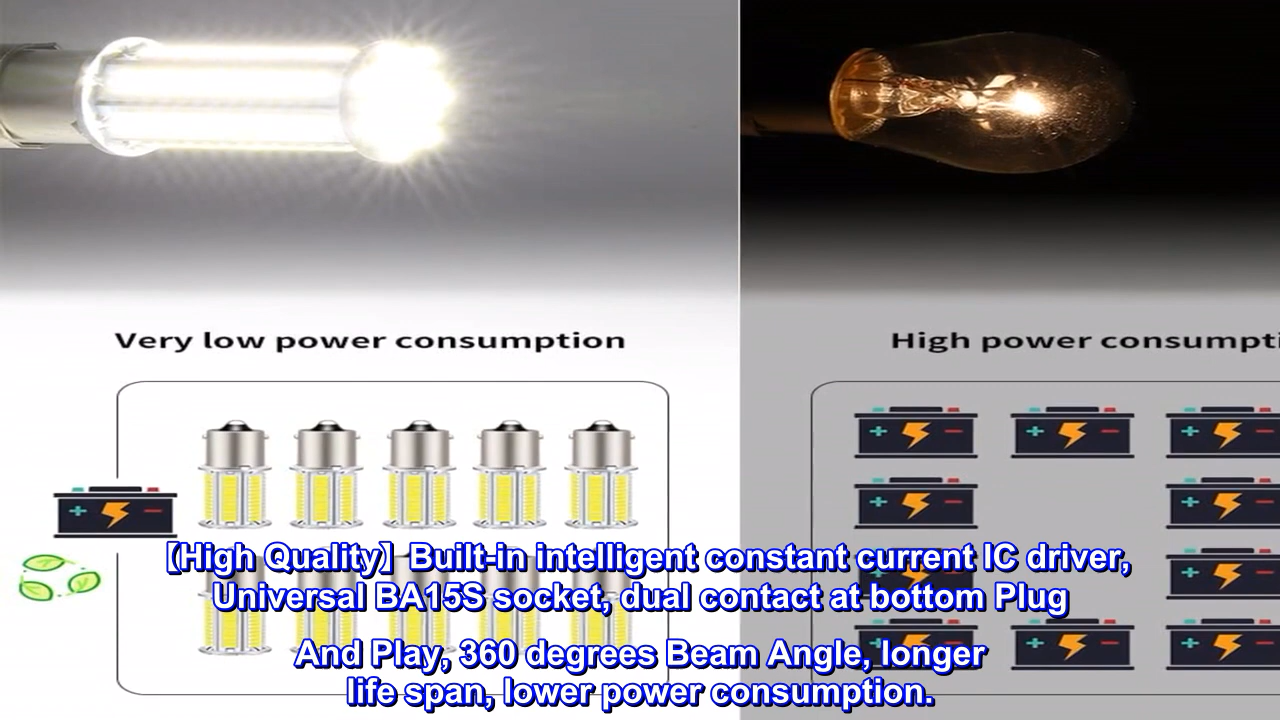 Very low power consumption
High power consumpti
【High Quality】Built-in intelligent constant current IC driver,
Universal BA15S socket, dual contact at bottom Plug
And Play, 360 degrees Beam Angle, longer
life span, lower power consumption.